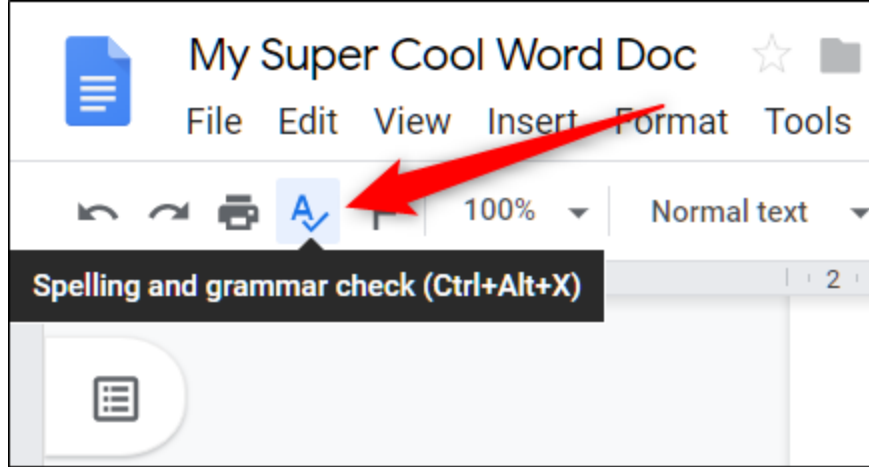 My Super Cool Word Doc
File Edit View Insert Format Tools
100% Normal text
Spelling and grammar check (Ctrl+Alt+X)
2